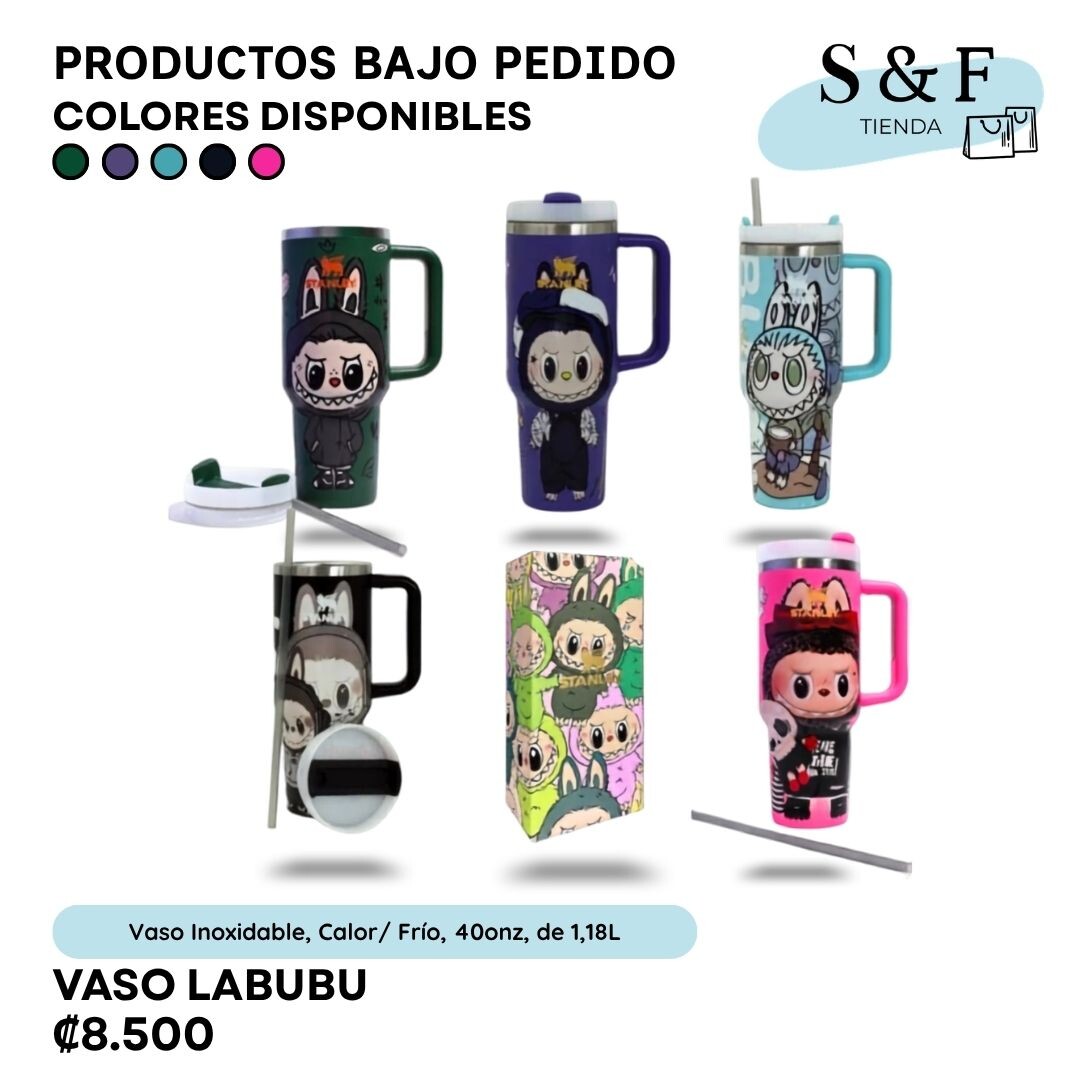 PRODUCTOS BAJO PEDIDO
COLORES DISPONIBLES
S & F
TIENDA
STANLEY
STANLEY
STANLEY
STANLEY
Vaso Inoxidable, Calor/ Frío, 40onz, de 1,18L
VASO LABUBU
₡8.500